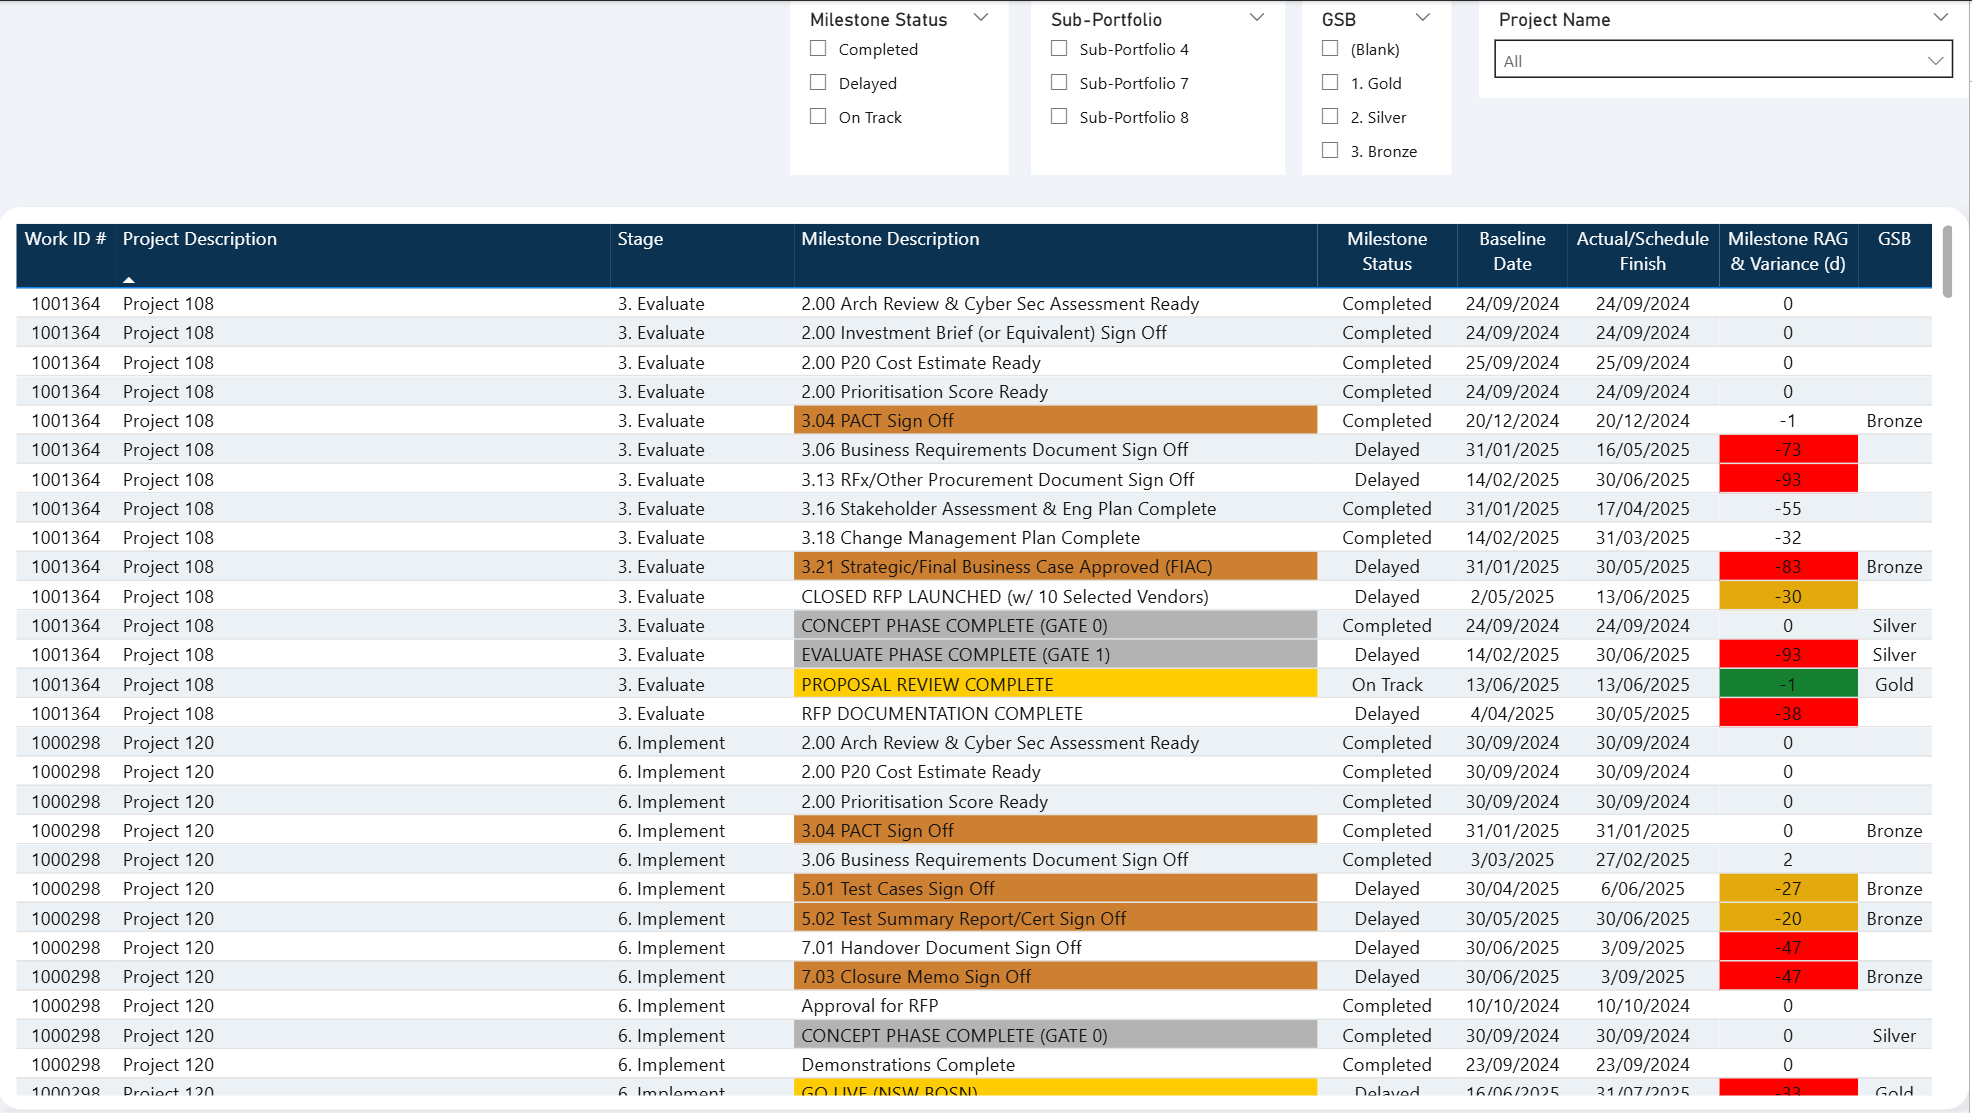 Milestone Status
Completed
Delayed
On Track
Sub-Portfolio
Sub-Portfolio 4
Sub-Portfolio 7
Sub-Portfolio 8
GSB
(Blank)
1. Gold
2. Silver
3. Bronze
Project Name
All
Work ID # Project Description Stage Milestone Description Milestone Status Baseline Date Actual/Schedule Finish Milestone RAG & Variance (d) GSB
1001364 Project 108 3. Evaluate 2.00 Arch Review & Cyber Sec Assessment Ready Completed 24/09/2024 24/09/2024 0
1001364 Project 108 3. Evaluate 2.00 Investment Brief (or Equivalent) Sign Off Completed 24/09/2024 24/09/2024 0
1001364 Project 108 3. Evaluate 2.00 P20 Cost Estimate Ready Completed 25/09/2024 25/09/2024 0
1001364 Project 108 3. Evaluate 2.00 Prioritisation Score Ready Completed 24/09/2024 24/09/2024 0
1001364 Project 108 3. Evaluate 3.04 PACT Sign Off Completed 20/12/2024 20/12/2024 -1 Bronze
1001364 Project 108 3. Evaluate 3.06 Business Requirements Document Sign Off Delayed 31/01/2025 16/05/2025 -73
1001364 Project 108 3. Evaluate 3.13 RFx/Other Procurement Document Sign Off Delayed 14/02/2025 30/06/2025 -93
1001364 Project 108 3. Evaluate 3.16 Stakeholder Assessment & Eng Plan Complete Completed 31/01/2025 17/04/2025 -55
1001364 Project 108 3. Evaluate 3.18 Change Management Plan Complete Completed 14/02/2025 31/03/2025 -32
1001364 Project 108 3. Evaluate 3.21 Strategic/Final Business Case Approved (FIAC) Delayed 31/01/2025 30/05/2025 -83 Bronze
1001364 Project 108 3. Evaluate CLOSED RFP LAUNCHED (w/ 10 Selected Vendors) Delayed 2/05/2025 13/06/2025 -30
1001364 Project 108 3. Evaluate CONCEPT PHASE COMPLETE (GATE 0) Completed 24/09/2024 24/09/2024 0 Silver
1001364 Project 108 3. Evaluate EVALUATE PHASE COMPLETE (GATE 1) Delayed 14/02/2025 30/06/2025 -93 Silver
1001364 Project 108 3. Evaluate PROPOSAL REVIEW COMPLETE On Track 13/06/2025 13/06/2025 -1 Gold
1001364 Project 108 3. Evaluate RFP DOCUMENTATION COMPLETE Delayed 4/04/2025 30/05/2025 -38
1000298 Project 120 6. Implement 2.00 Arch Review & Cyber Sec Assessment Ready Completed 30/09/2024 30/09/2024 0
1000298 Project 120 6. Implement 2.00 P20 Cost Estimate Ready Completed 30/09/2024 30/09/2024 0
1000298 Project 120 6. Implement 2.00 Prioritisation Score Ready Completed 30/09/2024 30/09/2024 0
1000298 Project 120 6. Implement 3.04 PACT Sign Off Completed 31/01/2025 31/01/2025 0 Bronze
1000298 Project 120 6. Implement 3.06 Business Requirements Document Sign Off Completed 3/03/2025 27/02/2025 2
1000298 Project 120 6. Implement 5.01 Test Cases Sign Off Delayed 30/04/2025 6/06/2025 -27 Bronze
1000298 Project 120 6. Implement 5.02 Test Summary Report/Cert Sign Off Delayed 30/05/2025 30/06/2025 -20 Bronze
1000298 Project 120 6. Implement 7.01 Handover Document Sign Off Delayed 30/06/2025 3/09/2025 -47
1000298 Project 120 6. Implement 7.03 Closure Memo Sign Off Delayed 30/06/2025 3/09/2025 -47 Bronze
1000298 Project 120 6. Implement Approval for RFP Completed 10/10/2024 10/10/2024 0
1000298 Project 120 6. Implement CONCEPT PHASE COMPLETE (GATE 0) Completed 30/09/2024 30/09/2024 0 Silver
1000298 Project 120 6. Implement Demonstrations Complete Completed 23/09/2024 23/09/2024 0
1000298 Project 120 6. Implement GO LIVE (NSW BOSN) Delayed 16/06/2025 31/07/2025 -33 Gold